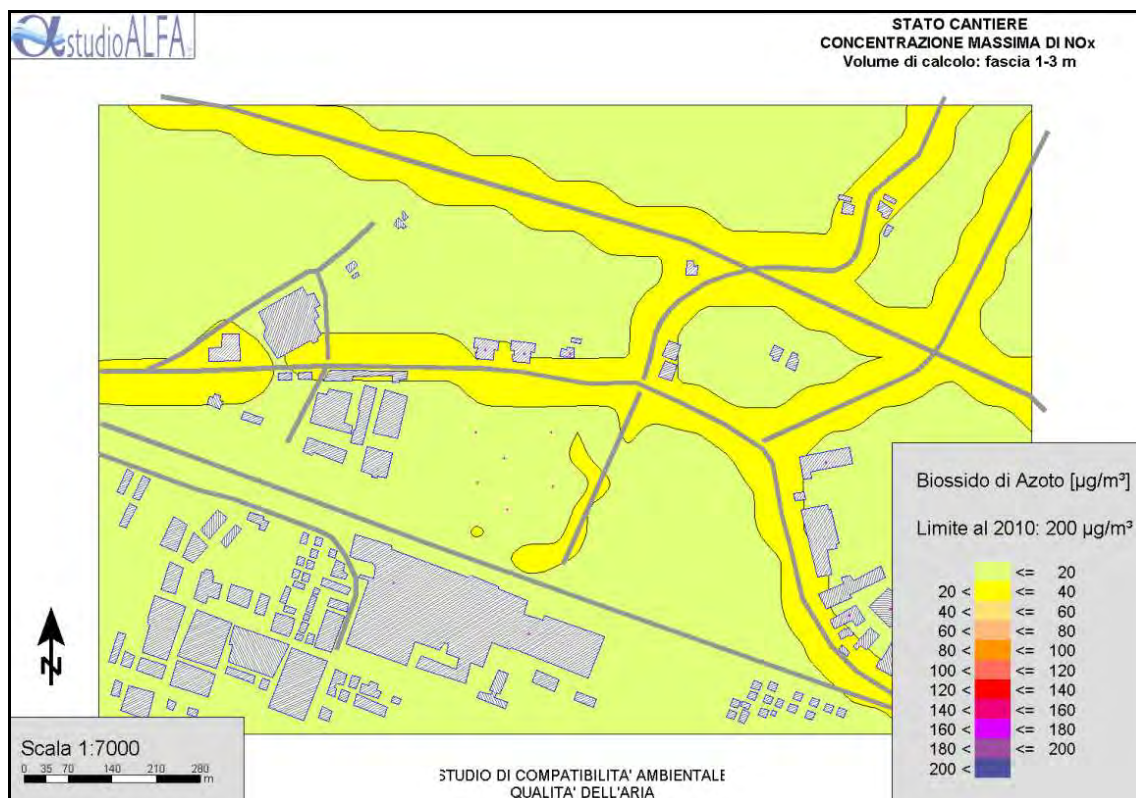 αstudioALFA
STATO CANTIERE
CONCENTRAZIONE MASSIMA DI NOx
Volume di calcolo: fascia 1-3 m
Biossido di Azoto [µg/m³]
Limite al 2010: 200 µg/m³
<= 20
20 < <= 40
40 < <= 60
60 < <= 80
80 < <= 100
100 < <= 120
120 < <= 140
140 < <= 160
160 < <= 180
180 < <= 200
200 <
N
Scala 1:7000
0 35 70 140 210 280
m
STUDIO DI COMPATIBILITA' AMBIENTALE
QUALITA' DELL'ARIA